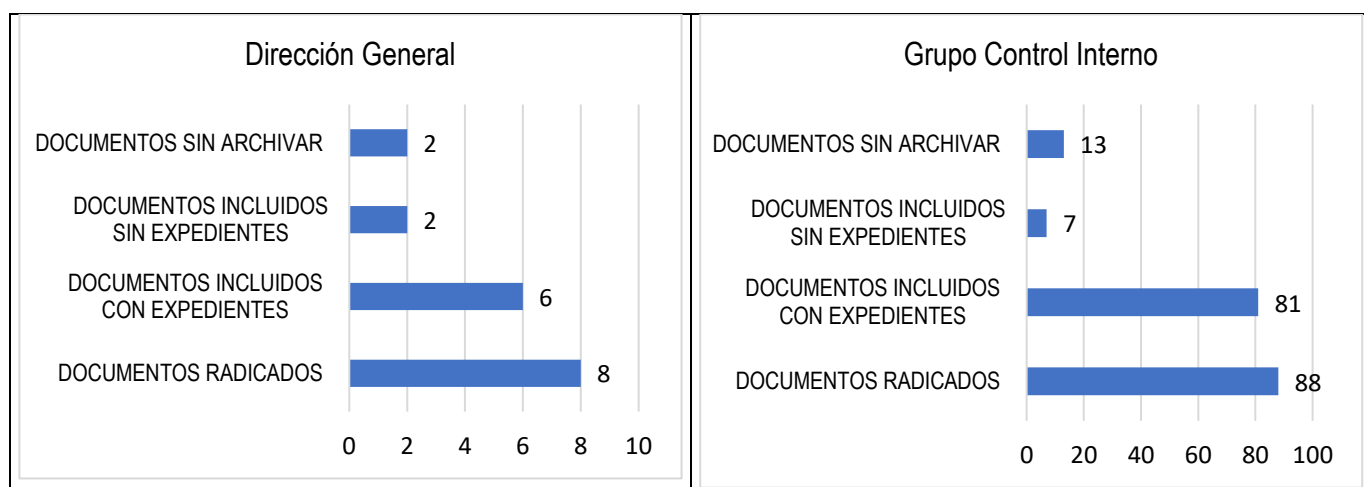 Dirección General
DOCUMENTOS SIN ARCHIVAR
2
DOCUMENTOS INCLUIDOS
SIN EXPEDIENTES
2
DOCUMENTOS INCLUIDOS
CON EXPEDIENTES
6
DOCUMENTOS RADICADOS
8
0 2 4 6 8 10
Grupo Control Interno
DOCUMENTOS SIN ARCHIVAR
13
DOCUMENTOS INCLUIDOS
SIN EXPEDIENTES
7
DOCUMENTOS INCLUIDOS
CON EXPEDIENTES
81
DOCUMENTOS RADICADOS
88
0 20 40 60 80 100